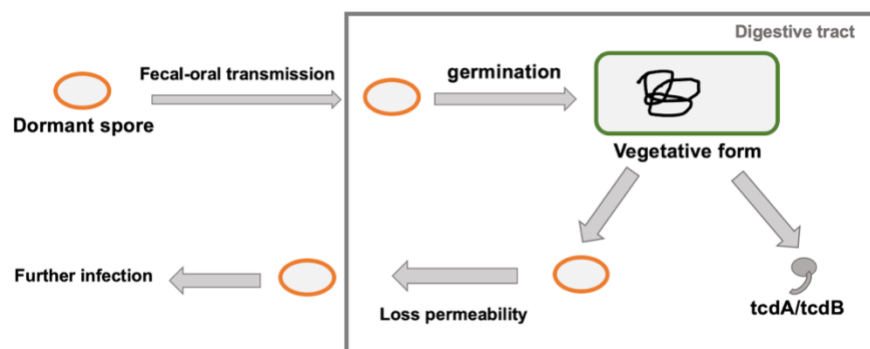 Digestive tract
Fecal-oral transmission
germination
Dormant spore
Vegetative form
Further infection
Loss permeability
tcdA/tcdB